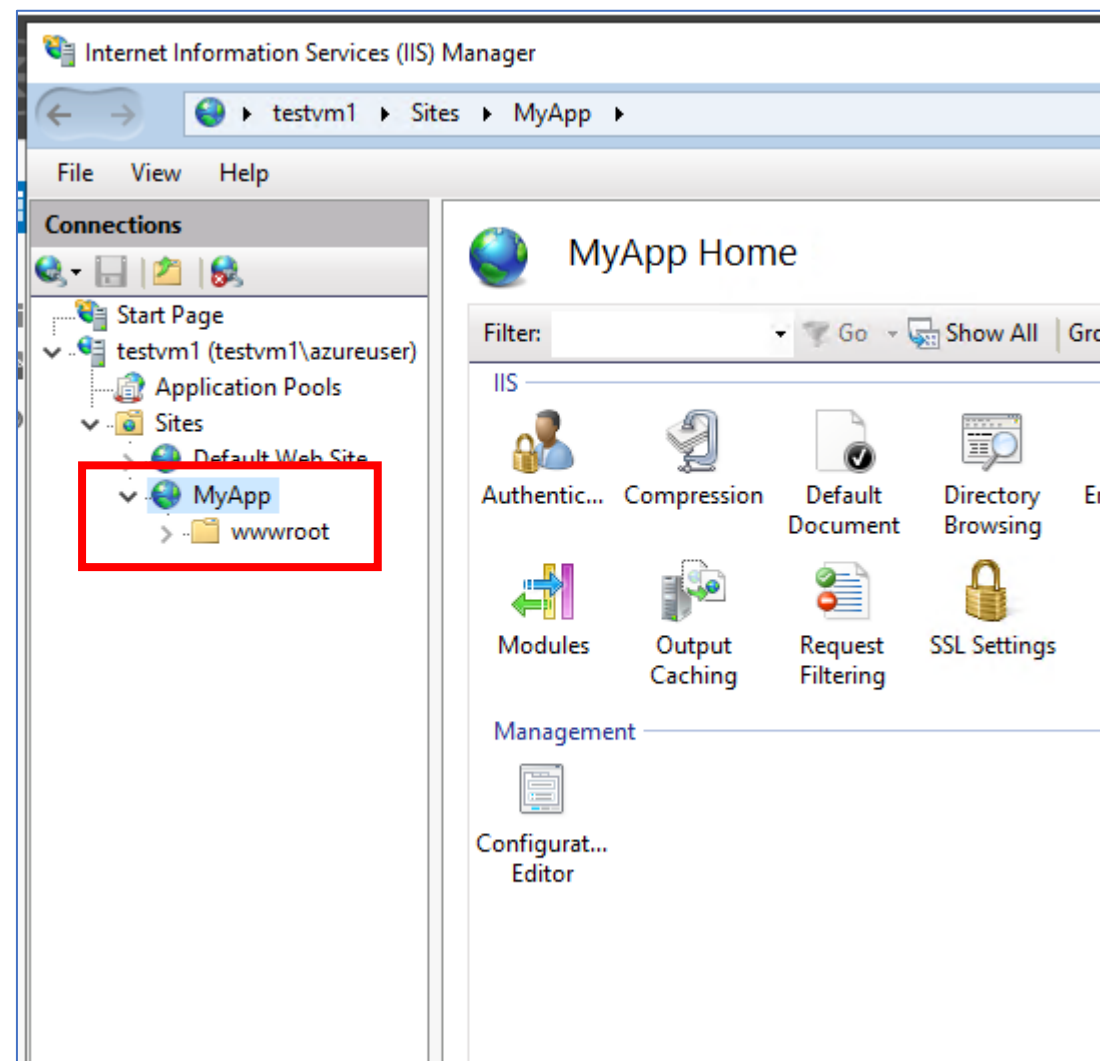 Internet Information Services (IIS) Manager
testvm1 Sites MyApp
File View Help
Connections
Start Page
testvm1 (testvm1\azureuser)
Application Pools
Sites
Default Web Site
MyApp
wwwroot
MyApp Home
Filter: Go Show All
IIS
Authentic... Compression Default Directory
Document Browsing
Modules Output Request SSL Settings
Caching Filtering
Management
Configurat...
Editor